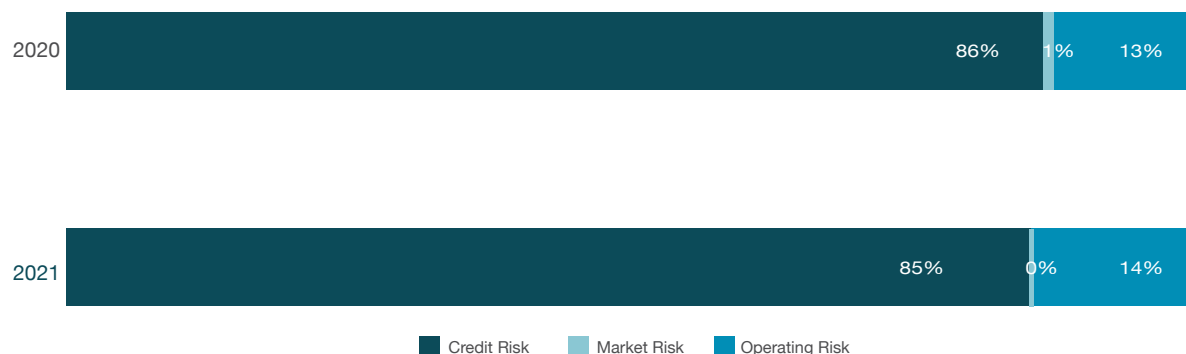 2020 86% 1% 13%
2021 85% 0% 14%
Credit Risk Market Risk Operating Risk